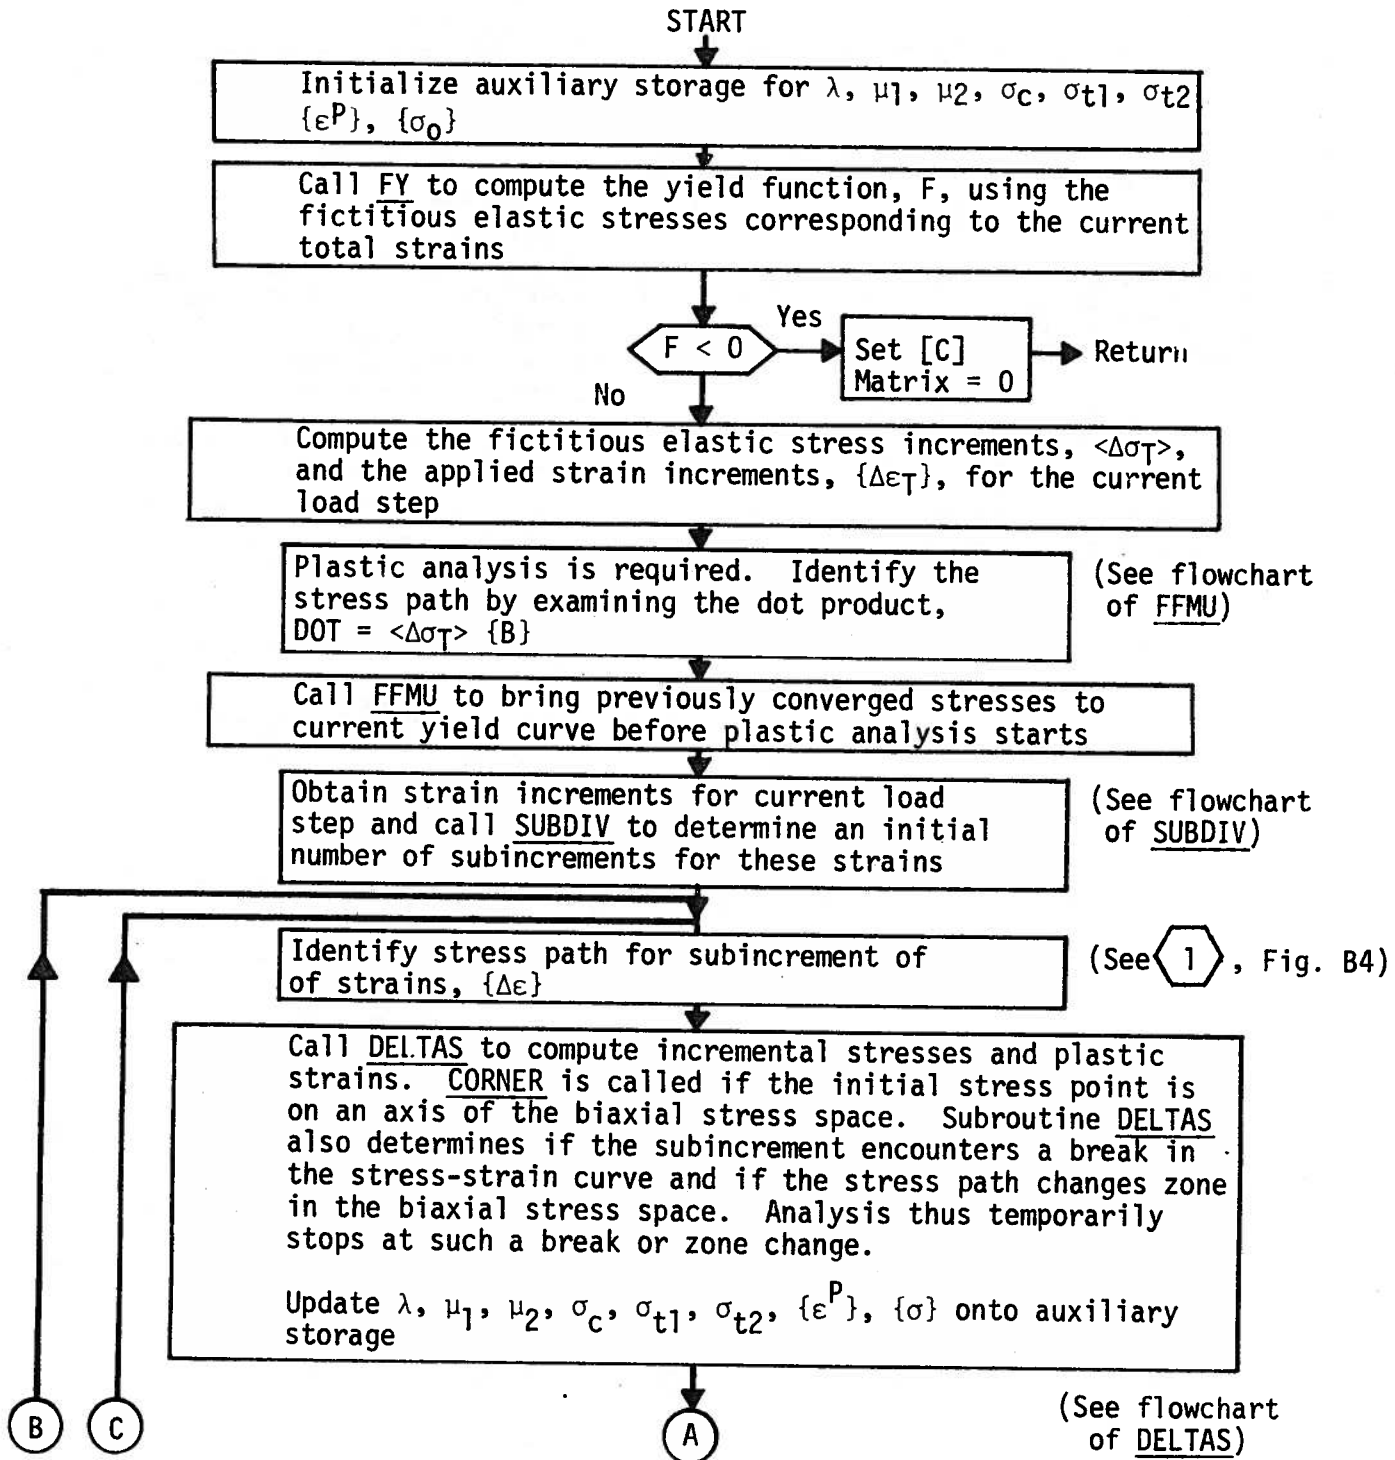 START
Initialize auxiliary storage for λ, μ1, μ2, σc, σt1, σt2
{εP}, {σo}
Call FY to compute the yield function, F, using the
fictitious elastic stresses corresponding to the current
total strains
F < 0
Yes
Set [C]
Matrix = 0
Return
No
Compute the fictitious elastic stress increments, <ΔσT>,
and the applied strain increments, {ΔεT}, for the current
load step
Plastic analysis is required. Identify the
stress path by examining the dot product,
DOT = <ΔσT> {B}
(See flowchart
of FFMU)
Call FFMU to bring previously converged stresses to
current yield curve before plastic analysis starts
Obtain strain increments for current load
step and call SUBDIV to determine an initial
number of subincrements for these strains
(See flowchart
of SUBDIV)
Identify stress path for subincrement of
of strains, {Δε}
(See 1 , Fig. B4)
Call DELTAS to compute incremental stresses and plastic
strains. CORNER is called if the initial stress point is
on an axis of the biaxial stress space. Subroutine DELTAS
also determines if the subincrement encounters a break in
the stress-strain curve and if the stress path changes zone
in the biaxial stress space. Analysis thus temporarily
stops at such a break or zone change.
Update λ, μ1, μ2, σc, σt1, σt2, {εP}, {σ} onto auxiliary
storage
B
C
A
(See flowchart
of DELTAS)